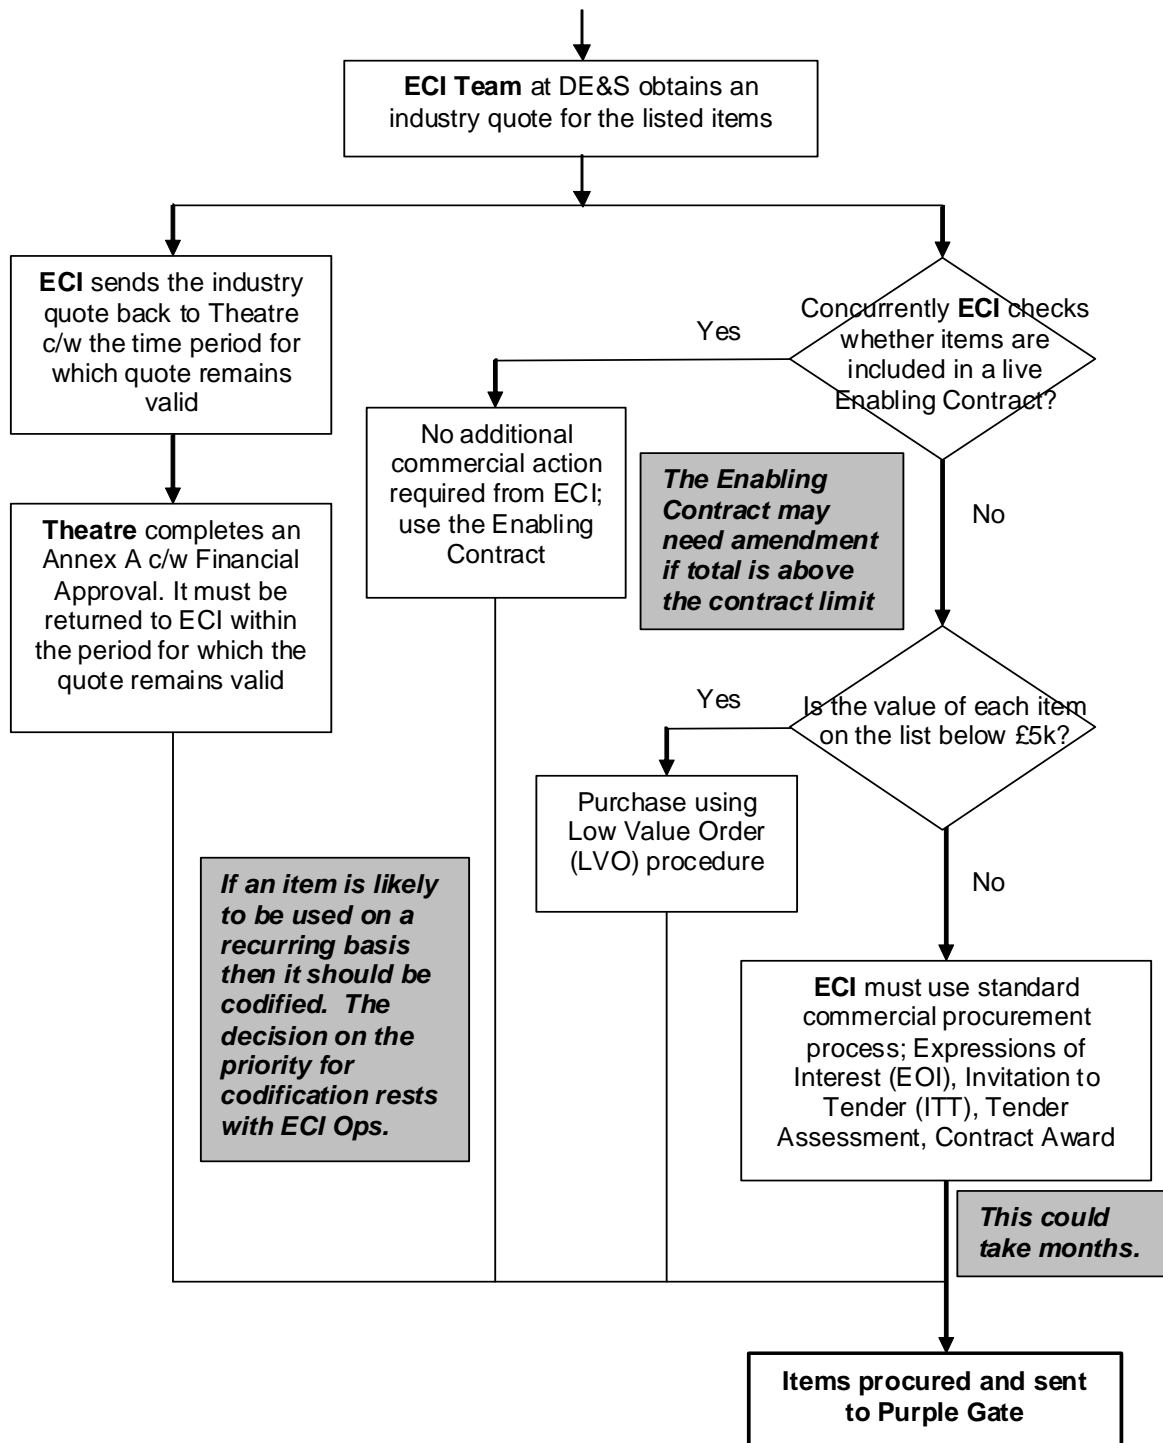 ECI Team at DE&S obtains an
industry quote for the listed items
ECI sends the industry
quote back to Theatre
c/w the time period for
which quote remains
valid
Concurrently ECI checks
whether items are
included in a live
Enabling Contract?
Yes
No additional
commercial action
required from ECI;
use the Enabling
Contract
The Enabling
Contract may
need amendment
if total is above
the contract limit
No
Theatre completes an
Annex A c/w Financial
Approval. It must be
returned to ECI within
the period for which the
quote remains valid
Is the value of each item
on the list below £5k?
Yes
Purchase using
Low Value Order
(LVO) procedure
No
If an item is likely
to be used on a
recurring basis
then it should be
codified. The
decision on the
priority for
codification rests
with ECI Ops.
ECI must use standard
commercial procurement
process; Expressions of
Interest (EOI), Invitation to
Tender (ITT), Tender
Assessment, Contract Award
This could
take months.
Items procured and sent
to Purple Gate